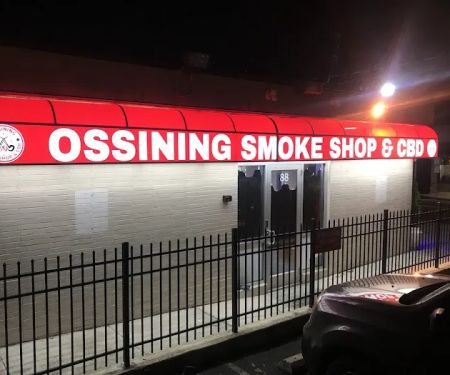 OSSINING SMOKE SHOP & CBD
88